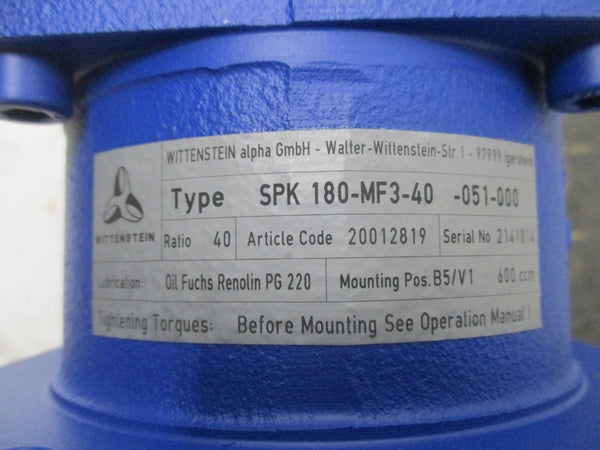 WITTENSTEIN alpha GmbH - Walter-Wittenstein-Str.1 - 97999 Igersheim
Type SPK 180-MF3-40 -051-000
WITTENSTEIN
Ratio 40 Article Code 20012819 Serial No 2141814
Lubrication: Oil Fuchs Renolin PG 220 Mounting Pos. B5/V1 600 ccm
Tightening Torques: Before Mounting See Operation Manual !